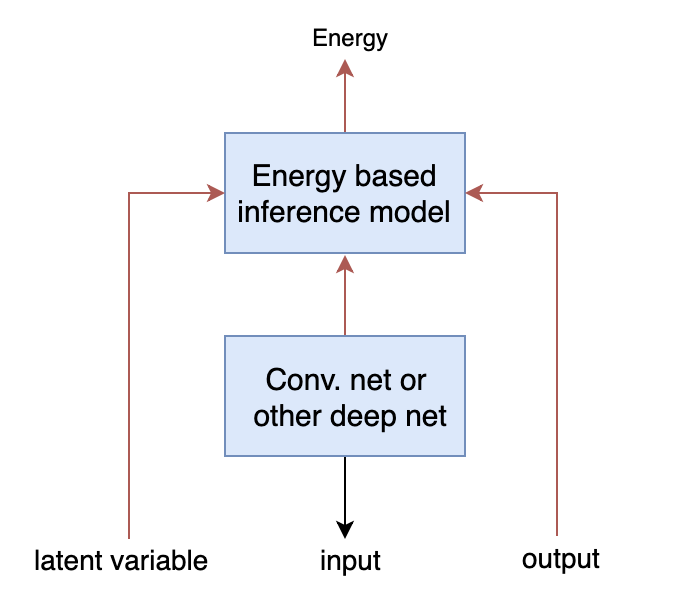 Energy
Energy based
inference model
Conv. net or
other deep net
latent variable
input
output